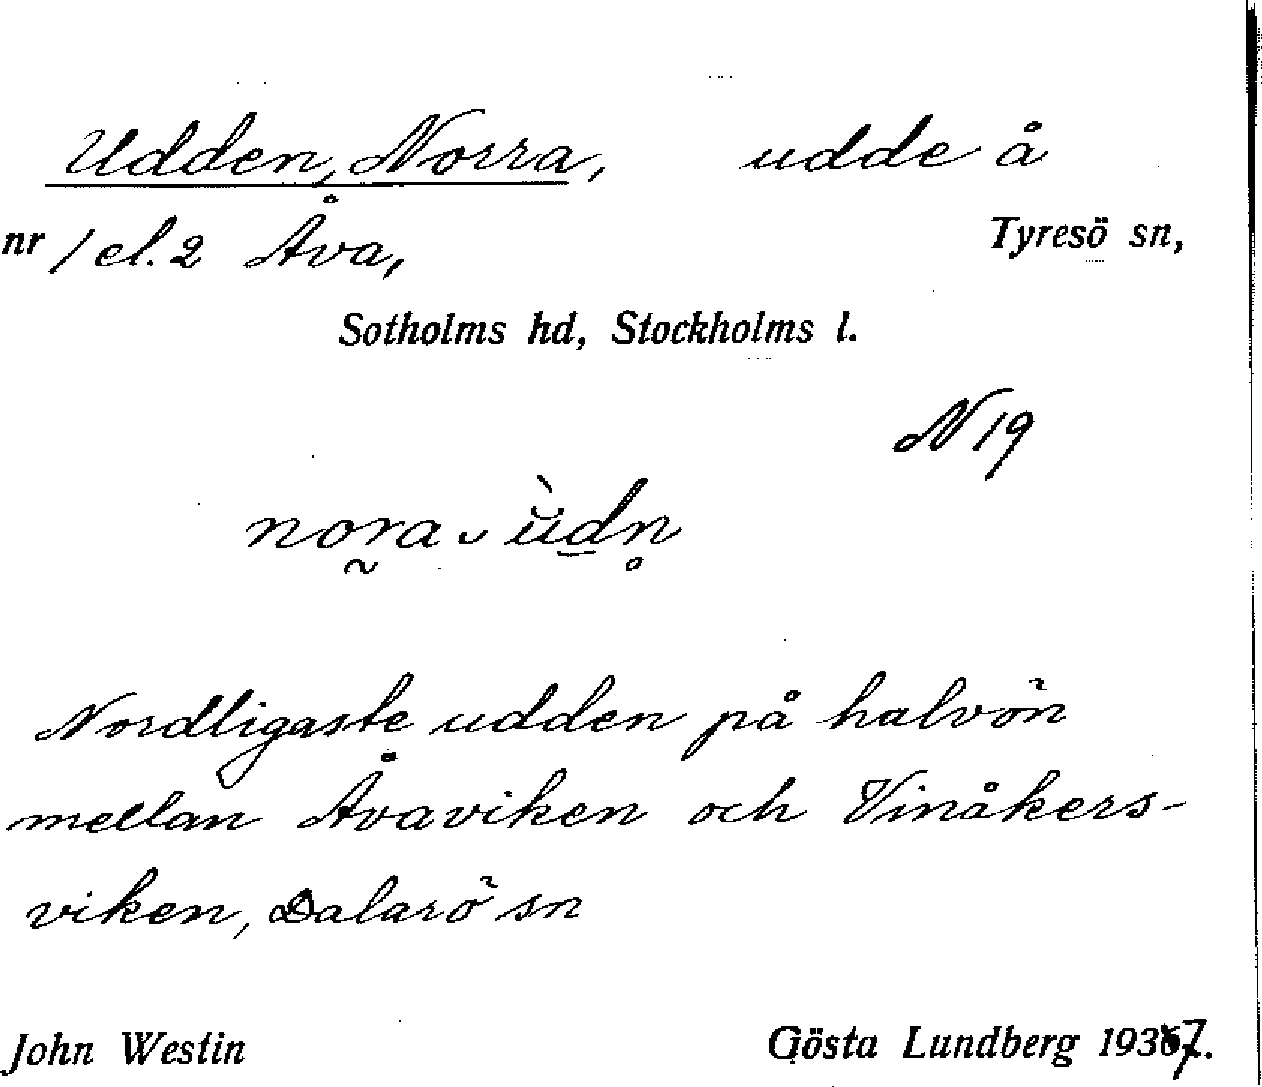 Udden, Norra, udde å
nr 1 el. 2 Åva, Tyresö sn,
Sotholms hd, Stockholms l.
N 19
nora ùdn̥
Nordligaste udden på halvön
mellan Åvaviken och Vinåkers-
viken, Dalarö sn
John Westin Gösta Lundberg 1937.